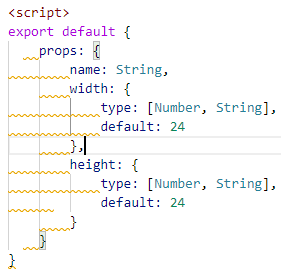 <script>
export default {
    props: {
        name: String,
        width: {
            type: [Number, String],
            default: 24
        },
        height: {
            type: [Number, String],
            default: 24
        }
    }
}